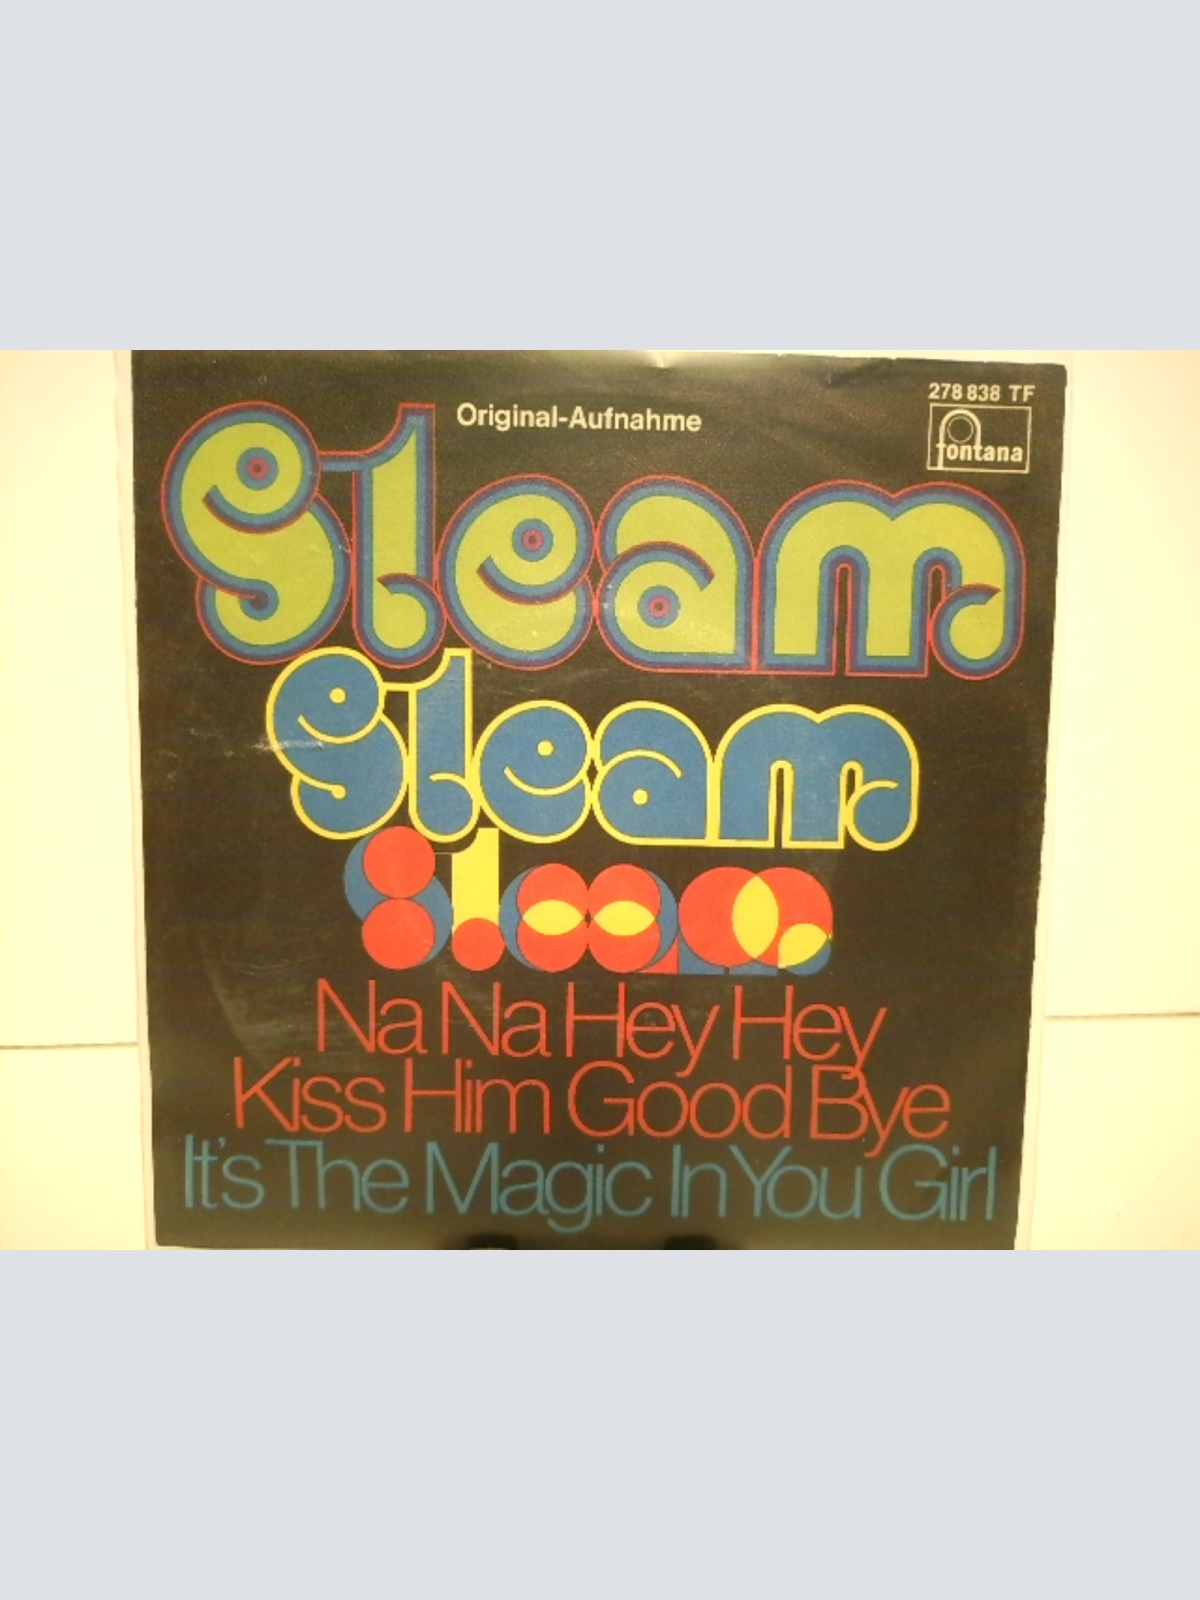 278 838 TF
Original-Aufnahme
fontana
Steam
Steam
Steam
Na Na Hey Hey
Kiss Him Good Bye
It's The Magic In You Girl